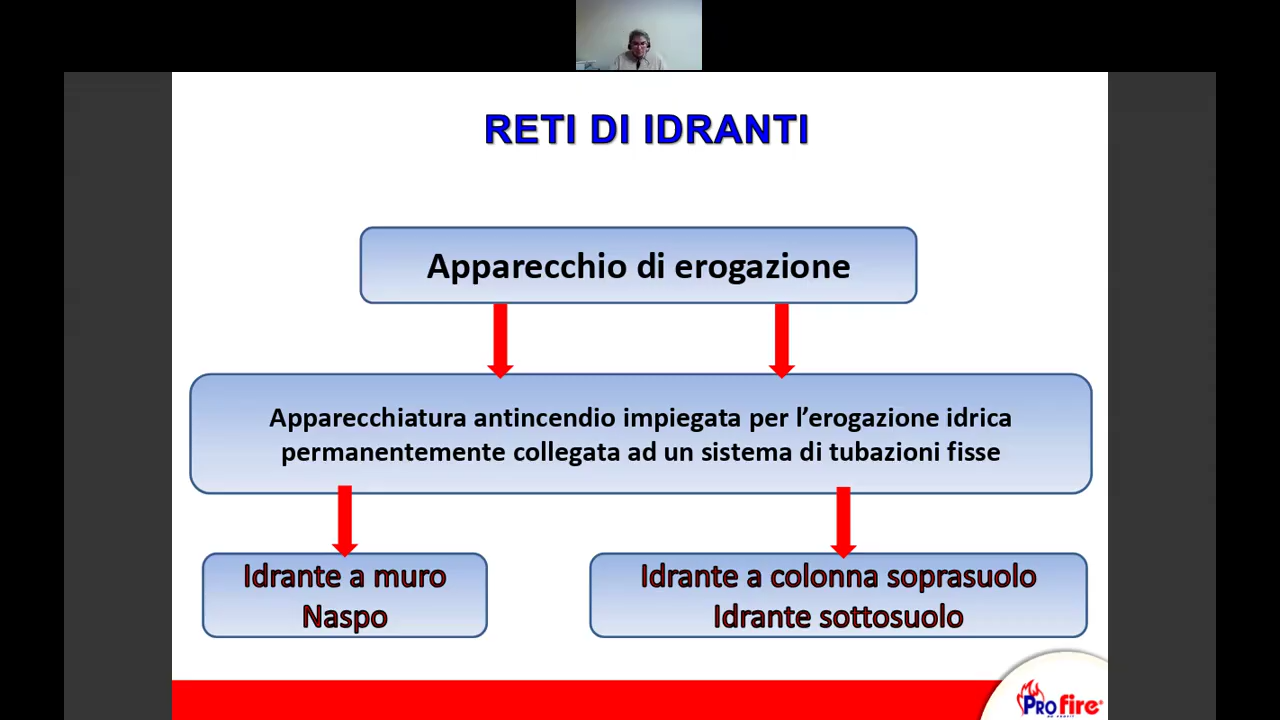 RETI DI IDRANTI
Apparecchio di erogazione
Apparecchiatura antincendio impiegata per l’erogazione idrica
permanentemente collegata ad un sistema di tubazioni fisse
Idrante a muro
Naspo
Idrante a colonna soprasuolo
Idrante sottosuolo
PROfire®